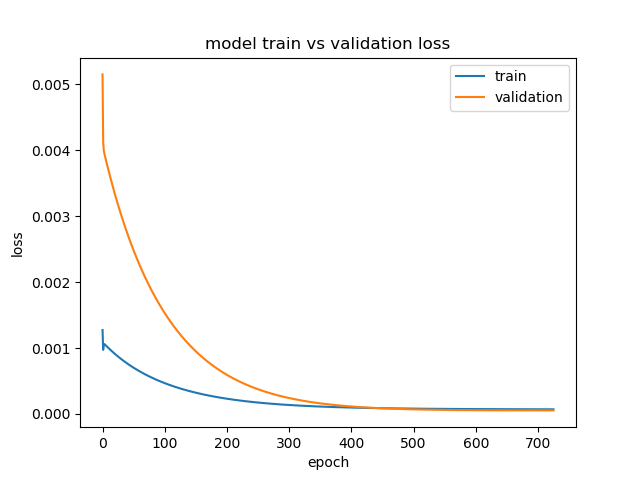 model train vs validation loss
train
validation
loss
0.005
0.004
0.003
0.002
0.001
0.000
0 100 200 300 400 500 600 700
epoch